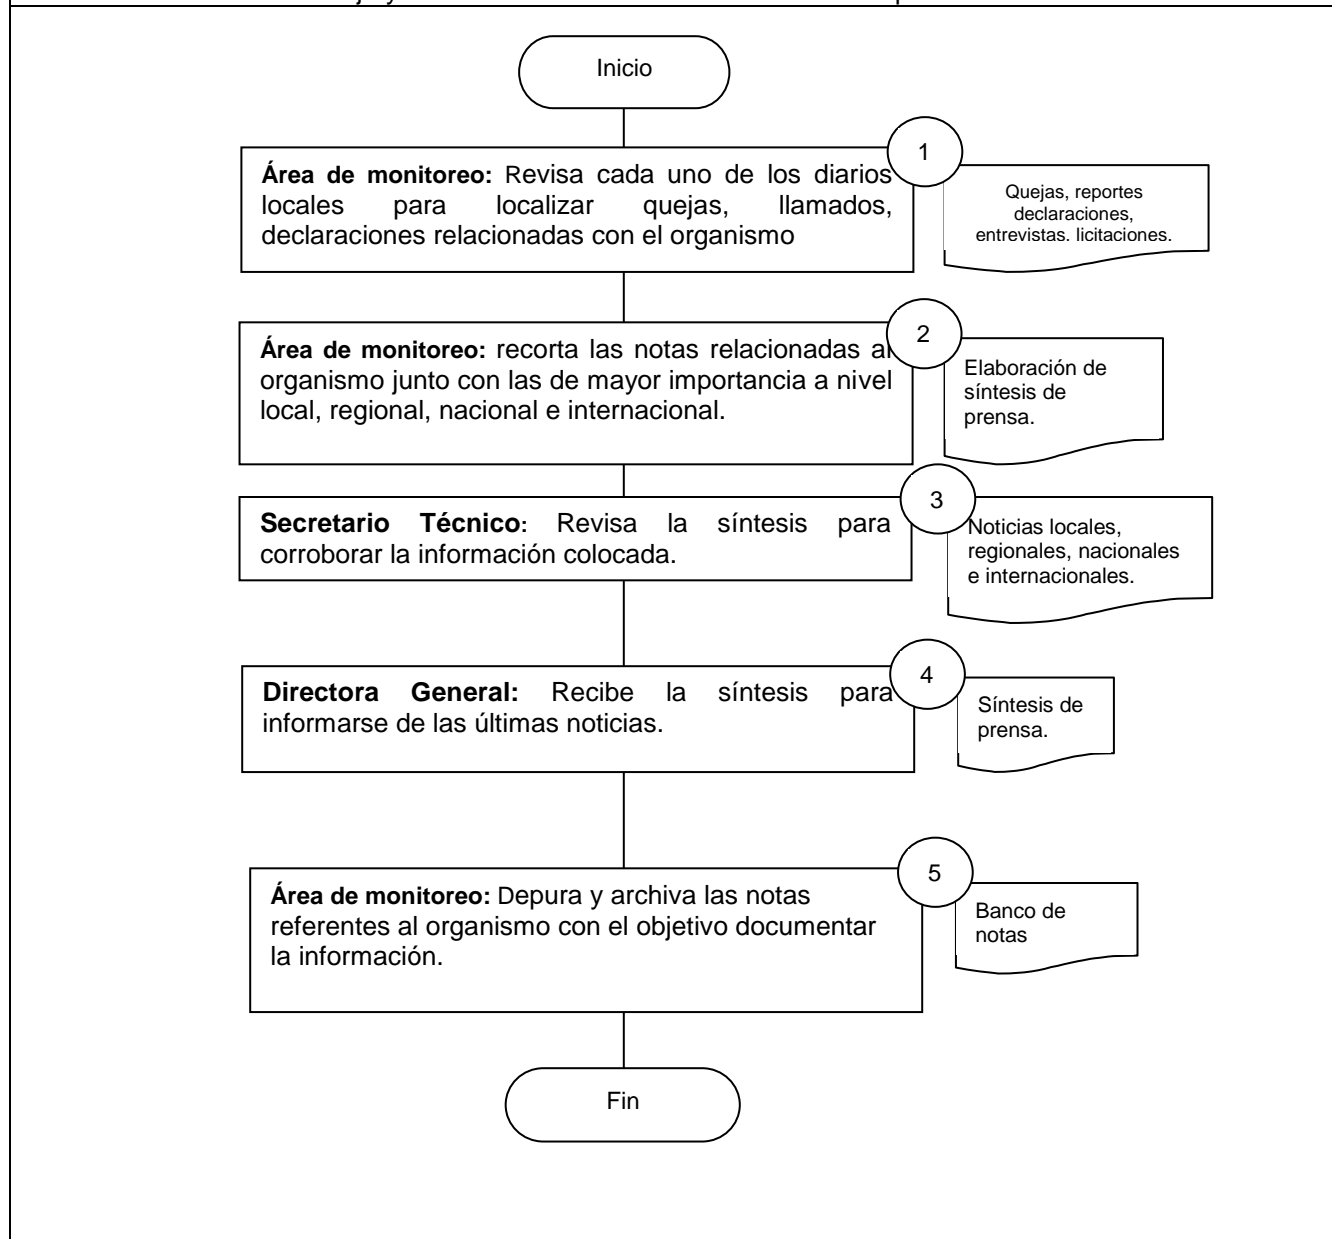 Inicio
1
Área de monitoreo: Revisa cada uno de los diarios
locales para localizar quejas, llamados,
declaraciones relacionadas con el organismo
Quejas, reportes
declaraciones,
entrevistas. licitaciones.
2
Área de monitoreo: recorta las notas relacionadas al
organismo junto con las de mayor importancia a nivel
local, regional, nacional e internacional.
Elaboración de
síntesis de
prensa.
3
Secretario Técnico: Revisa la síntesis para
corroborar la información colocada.
Noticias locales,
regionales, nacionales
e internacionales.
4
Directora General: Recibe la síntesis para
informarse de las últimas noticias.
Síntesis de
prensa.
5
Área de monitoreo: Depura y archiva las notas
referentes al organismo con el objetivo documentar
la información.
Banco de
notas
Fin